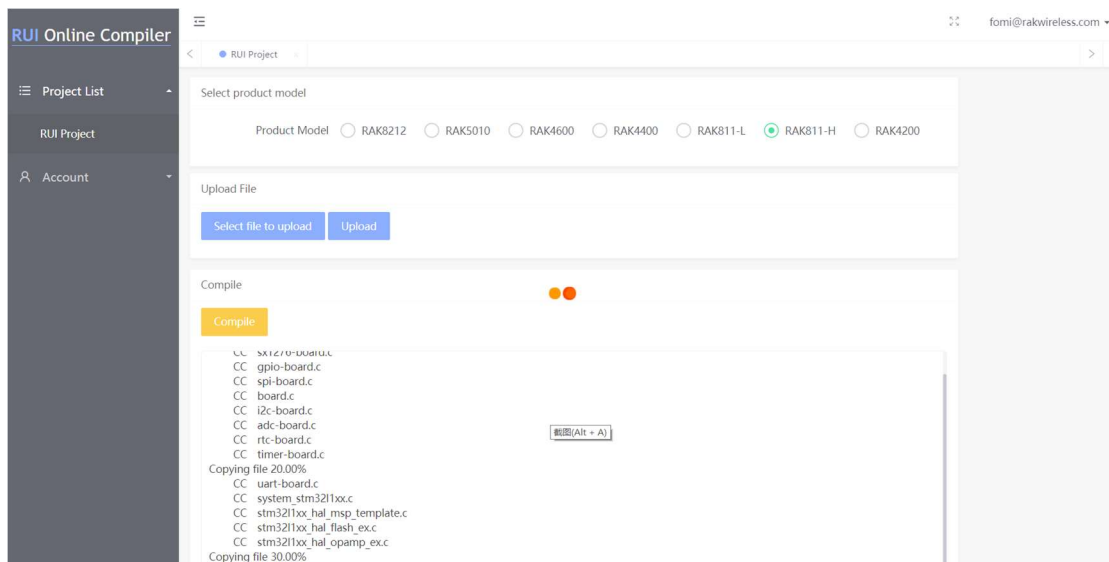 RUI Online Compiler
fomi@rakwireless.com
RUI Project
Project List
RUI Project
Account
Select product model
Product Model RAK8212 RAK5010 RAK4600 RAK4400 RAK811-L RAK811-H RAK4200
Upload File
Select file to upload Upload
Compile
Compile
CC sx1276-board.c
CC gpio-board.c
CC spi-board.c
CC board.c
CC i2c-board.c
CC adc-board.c
CC rtc-board.c
CC timer-board.c
Copying file 20.00%
CC uart-board.c
CC system_stm32l1xx.c
CC stm32l1xx_hal_msp_template.c
CC stm32l1xx_hal_flash_ex.c
CC stm32l1xx_hal_opamp_ex.c
Copying file 30.00%
截图(Alt + A)